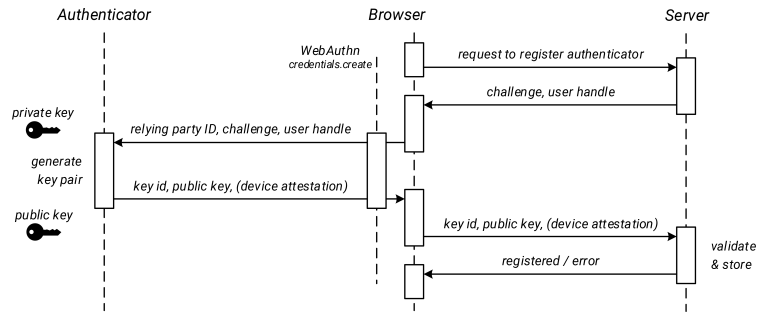 Authenticator
Browser
Server
WebAuthn
credentials.create
request to register authenticator
challenge, user handle
private key
relying party ID, challenge, user handle
generate
key pair
key id, public key, (device attestation)
public key
key id, public key, (device attestation)
validate
& store
registered / error